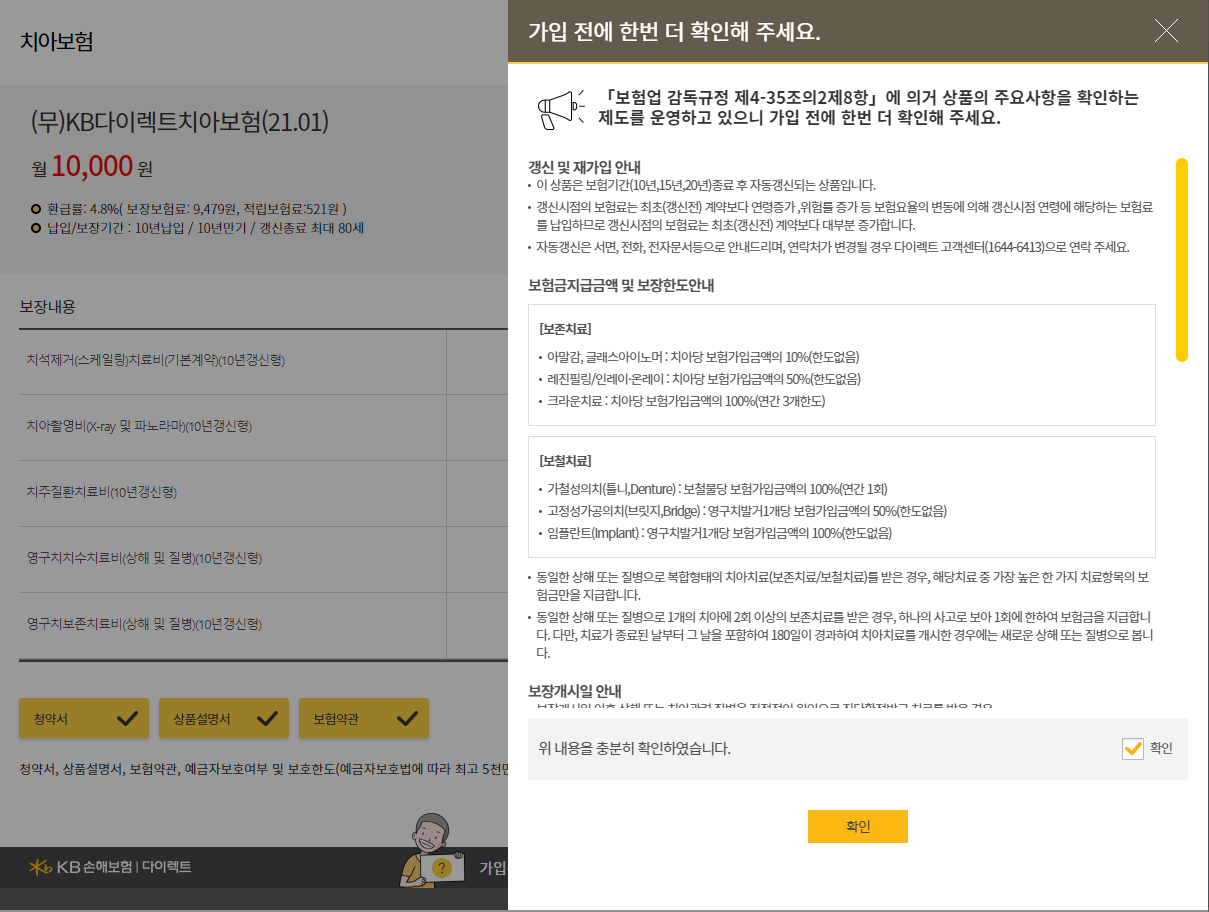 치아보험
(무)KB다이렉트치아보험(21.01)
월 10,000 원
환급률: 4.8%( 보장보험료: 9,479원, 적립보험료:521원 )
납입/보장기간 : 10년납입 / 10년만기 / 갱신종료 최대 80세
보장내용
치석제거(스케일링)치료비(기본계약)(10년갱신형)
치아촬영비(X-ray 및 파노라마)(10년갱신형)
치주질환치료비(10년갱신형)
영구치치수치료비(상해 및 질병)(10년갱신형)
영구치보존치료비(상해 및 질병)(10년갱신형)
청약서
상품설명서
보험약관
청약서, 상품설명서, 보험약관, 예금자보호여부 및 보호한도(예금자보호법에 따라 최고 5천만
?
KB손해보험 | 다이렉트
가입
가입 전에 한번 더 확인해 주세요.
「보험업 감독규정 제4-35조의2제8항」에 의거 상품의 주요사항을 확인하는
제도를 운영하고 있으니 가입 전에 한번 더 확인해 주세요.
갱신 및 재가입 안내
• 이 상품은 보험기간(10년,15년,20년)종료 후 자동갱신되는 상품입니다.
• 갱신시점의 보험료는 최초(갱신전) 계약보다 연령증가 ,위험률 증가 등 보험요율의 변동에 의해 갱신시점 연령에 해당하는 보험료
를 납입하므로 갱신시점의 보험료는 최초(갱신전) 계약보다 대부분 증가합니다.
• 자동갱신은 서면, 전화, 전자문서등으로 안내드리며, 연락처가 변경될 경우 다이렉트 고객센터(1644-6413)으로 연락 주세요.
보험금지급금액 및 보장한도안내
[보존치료]
• 아말감, 글래스아이노머 : 치아당 보험가입금액의 10%(한도없음)
• 레진필링/인레이·온레이 : 치아당 보험가입금액의 50%(한도없음)
• 크라운치료 : 치아당 보험가입금액의 100%(연간 3개한도)
[보철치료]
• 가철성의치(틀니,Denture) : 보철물당 보험가입금액의 100%(연간 1회)
• 고정성가공의치(브릿지,Bridge) : 영구치발거1개당 보험가입금액의 50%(한도없음)
• 임플란트(Implant) : 영구치발거1개당 보험가입금액의 100%(한도없음)
• 동일한 상해 또는 질병으로 복합형태의 치아치료(보존치료/보철치료)를 받은 경우, 해당치료 중 가장 높은 한 가지 치료항목의 보
험금만을 지급합니다.
• 동일한 상해 또는 질병으로 1개의 치아에 2회 이상의 보존치료를 받은 경우, 하나의 사고로 보아 1회에 한하여 보험금을 지급합니
다. 다만, 치료가 종료된 날부터 그 날을 포함하여 180일이 경과하여 치아치료를 개시한 경우에는 새로운 상해 또는 질병으로 봅니
다.
보장개시일 안내
위 내용을 충분히 확인하였습니다.
확인
확인